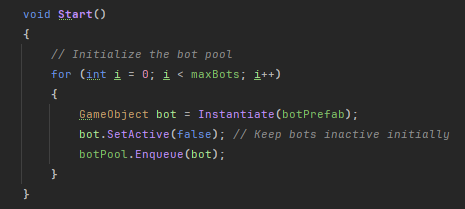 void Start()
{
// Initialize the bot pool
for (int i = 0; i < maxBots; i++)
{
GameObject bot = Instantiate(botPrefab);
bot.SetActive(false); // Keep bots inactive initially
botPool.Enqueue(bot);
}
}